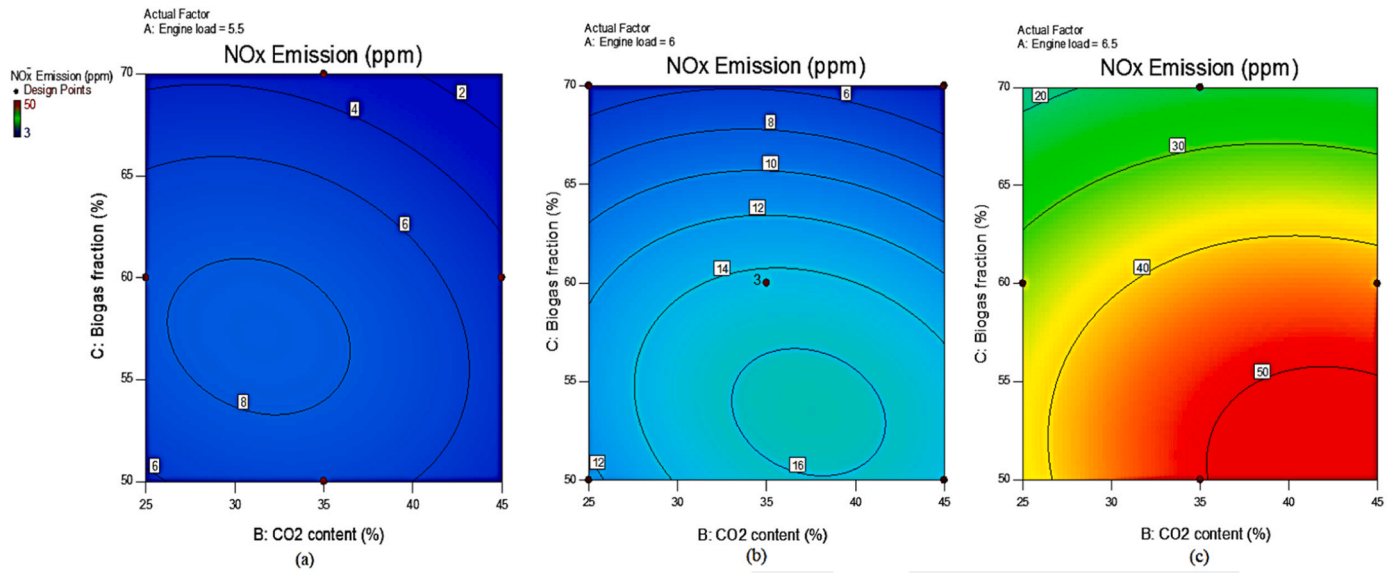 Actual Factor
A: Engine load = 5.5
NOx Emission (ppm)
NOx Emission (ppm)
Design Points
50
3
70
65
60
55
50
C: Biogas fraction (%)
2
4
6
8
6
25
30
35
40
45
B: CO2 content (%)
(a)
Actual Factor
A: Engine load = 6
NOx Emission (ppm)
70
65
60
55
50
C: Biogas fraction (%)
6
8
10
12
14
3
16
12
25
30
35
40
45
B: CO2 content (%)
(b)
Actual Factor
A: Engine load = 6.5
NOx Emission (ppm)
70
65
60
55
50
C: Biogas fraction (%)
20
30
40
50
25
30
35
40
45
B: CO2 content (%)
(c)